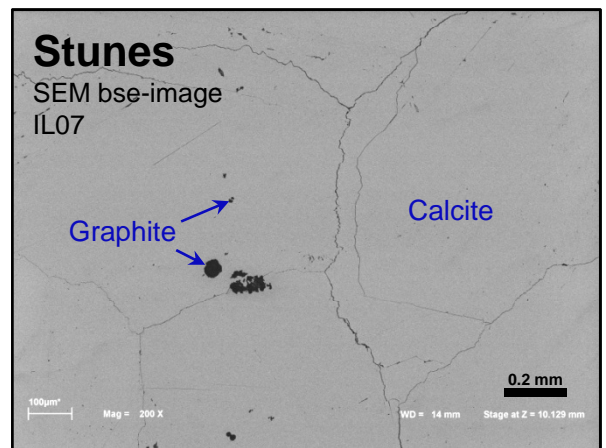 Stunes
SEM bse-image
IL07
Graphite
Calcite
0.2 mm
100µm*
Mag = 200 X
WD = 14 mm
Stage at Z = 10.129 mm